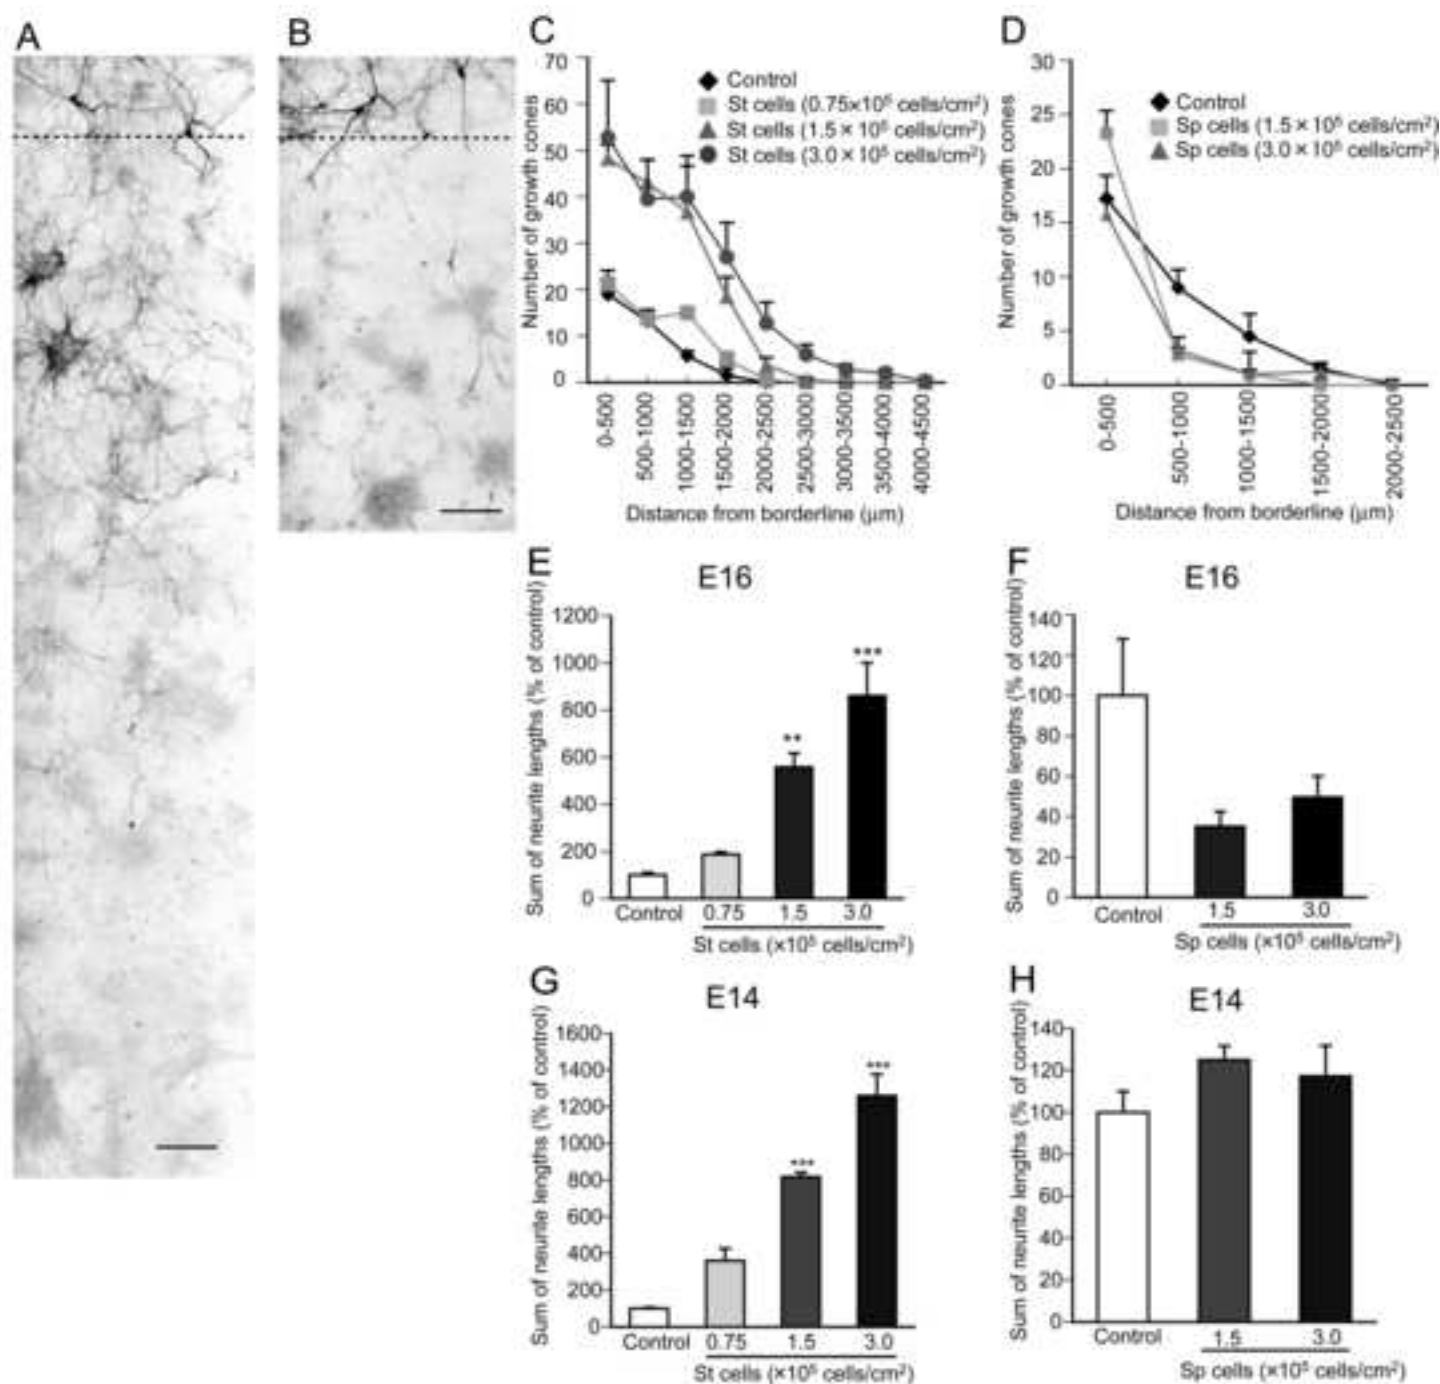 A
B
C
70
60
50
40
30
20
10
0
Number of growth cones
Control
St cells (0.75×10⁵ cells/cm²)
St cells (1.5×10⁵ cells/cm²)
St cells (3.0×10⁵ cells/cm²)
0-500
500-1000
1000-1500
1500-2000
2000-2500
2500-3000
3000-3500
3500-4000
4000-4500
Distance from borderline (μm)
D
30
25
20
15
10
5
0
Number of growth cones
Control
Sp cells (1.5×10⁵ cells/cm²)
Sp cells (3.0×10⁵ cells/cm²)
0-500
500-1000
1000-1500
1500-2000
2000-2500
Distance from borderline (μm)
E
E16
Sum of neurite lengths (% of control)
1200
1000
800
600
400
200
0
**
***
Control
0.75
1.5
3.0
St cells (×10⁵ cells/cm²)
F
E16
Sum of neurite lengths (% of control)
140
120
100
80
60
40
20
0
Control
1.5
3.0
Sp cells (×10⁵ cells/cm²)
G
E14
Sum of neurite lengths (% of control)
1600
1400
1200
1000
800
600
400
200
0
***
***
Control
0.75
1.5
3.0
St cells (×10⁵ cells/cm²)
H
E14
Sum of neurite lengths (% of control)
140
120
100
80
60
40
20
0
Control
1.5
3.0
Sp cells (×10⁵ cells/cm²)